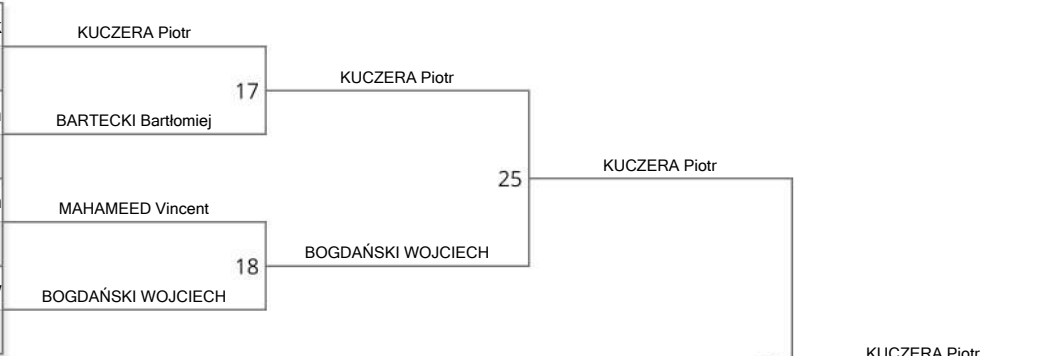 KUCZERA Piotr
17
KUCZERA Piotr
BARTECKI Bartłomiej
25
KUCZERA Piotr
MAHAMEED Vincent
18
BOGDAŃSKI WOJCIECH
BOGDAŃSKI WOJCIECH
KUCZERA Piotr